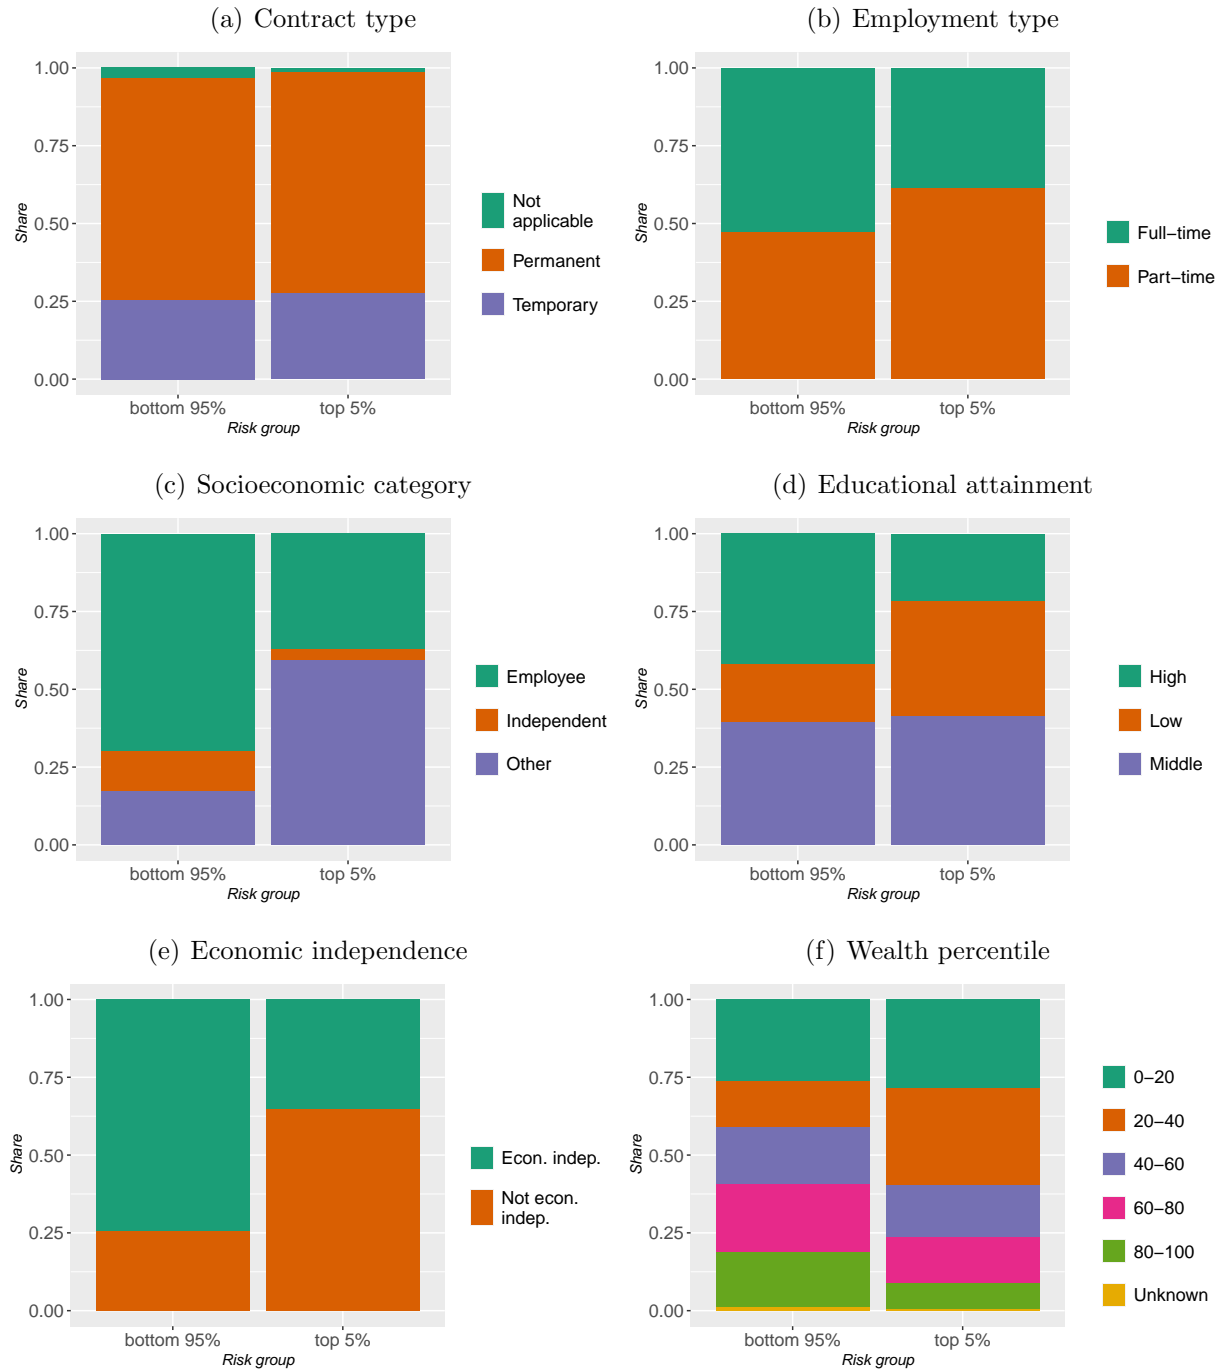 (a) Contract type
1.00
0.75
0.50
0.25
0.00
Share
bottom 95%
top 5%
Risk group
Not
applicable
Permanent
Temporary
(b) Employment type
1.00
0.75
0.50
0.25
0.00
Share
bottom 95%
top 5%
Risk group
Full−time
Part−time
(c) Socioeconomic category
1.00
0.75
0.50
0.25
0.00
Share
bottom 95%
top 5%
Risk group
Employee
Independent
Other
(d) Educational attainment
1.00
0.75
0.50
0.25
0.00
Share
bottom 95%
top 5%
Risk group
High
Low
Middle
(e) Economic independence
1.00
0.75
0.50
0.25
0.00
Share
bottom 95%
top 5%
Risk group
Econ. indep.
Not econ.
indep.
(f) Wealth percentile
1.00
0.75
0.50
0.25
0.00
Share
bottom 95%
top 5%
Risk group
0−20
20−40
40−60
60−80
80−100
Unknown